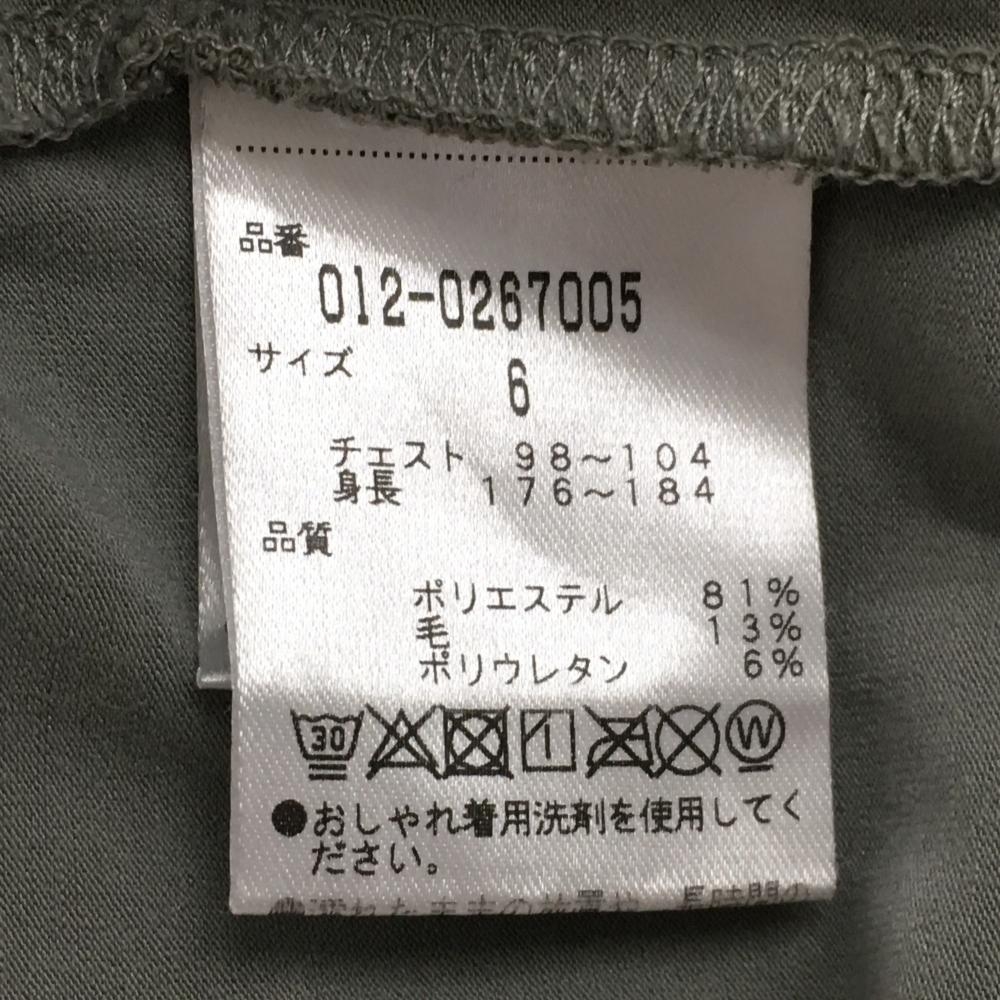 品番
012-0267005
サイズ
6
チェスト 98~104
身長 176~184
品質
ポリエステル 81%
毛 13%
ポリウレタン 6%
30 W
●おしゃれ着用洗剤を使用してく
ださい。